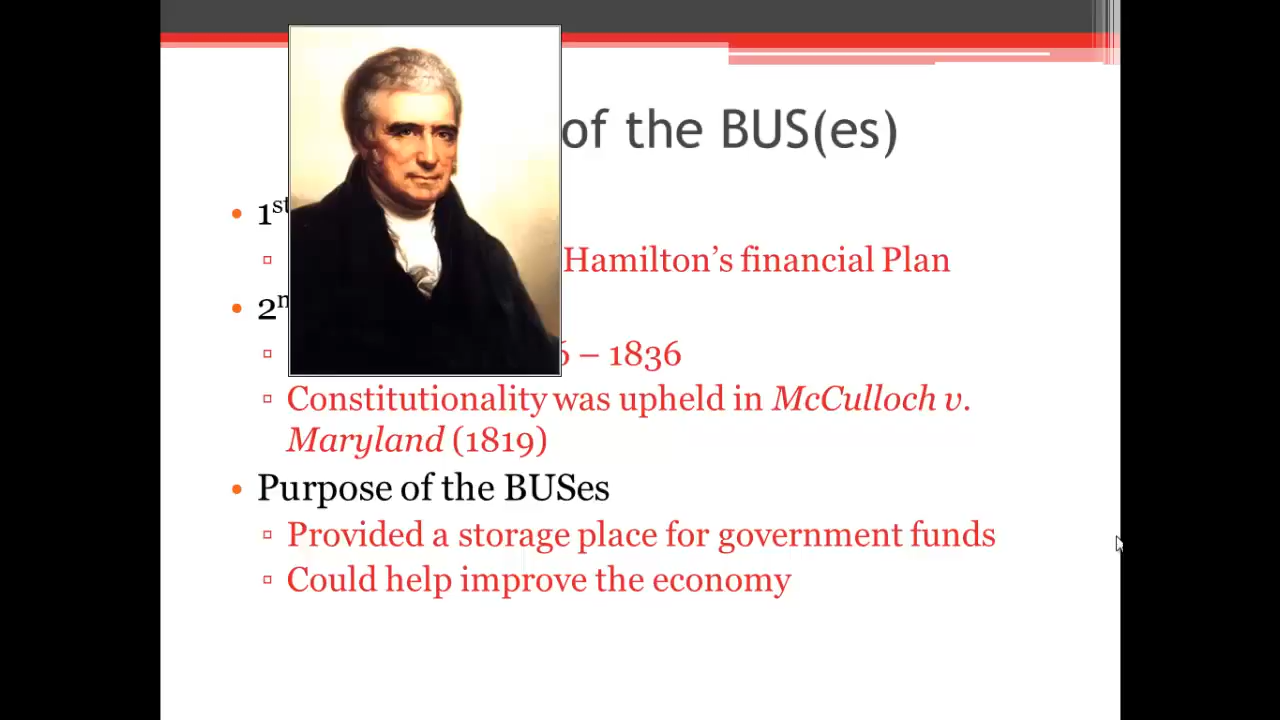 of the BUS(es)
• 1st
▫ Hamilton's financial Plan
• 2
▫ – 1836
▫ Constitutionality was upheld in McCulloch v.
Maryland (1819)
• Purpose of the BUSes
▫ Provided a storage place for government funds
▫ Could help improve the economy